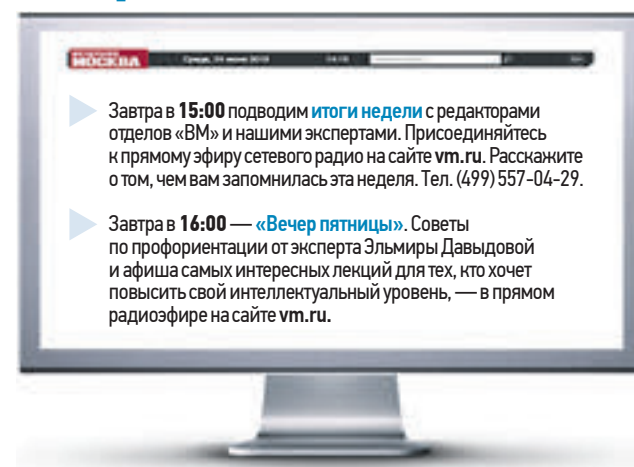 МОСКВА
Завтра в 15:00 подводим итоги недели с редакторами
отделов «ВМ» и нашими экспертами. Присоединяйтесь
к прямому эфиру сетевого радио на сайте vm.ru. Расскажите
о том, чем вам запомнилась эта неделя. Тел. (499) 557-04-29.
Завтра в 16:00 — «Вечер пятницы». Советы
по профориентации от эксперта Эльмиры Давыдовой
и афиша самых интересных лекций для тех, кто хочет
повысить свой интеллектуальный уровень, — в прямом
радиоэфире на сайте vm.ru.